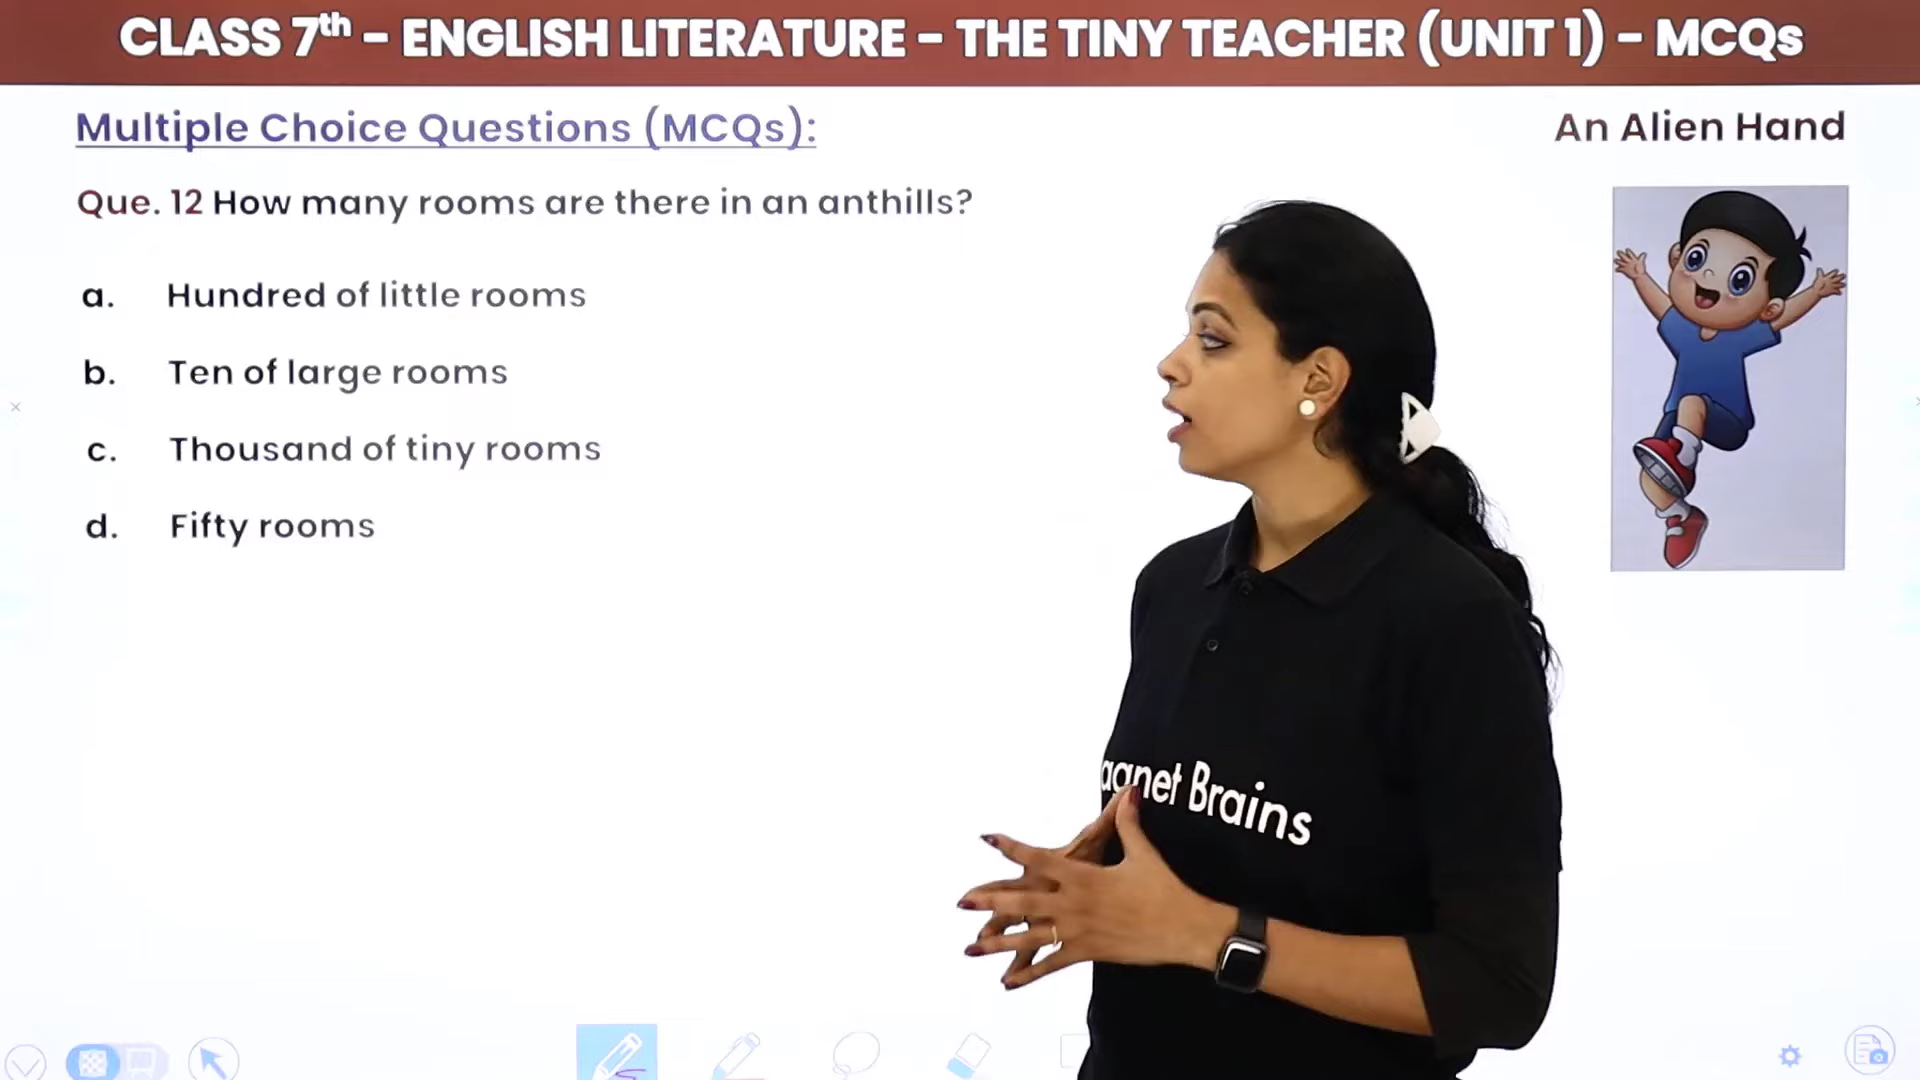 CLASS 7th - ENGLISH LITERATURE - THE TINY TEACHER (UNIT 1) - MCQs
Multiple Choice Questions (MCQs):
An Alien Hand
Que. 12 How many rooms are there in an anthills?
a. Hundred of little rooms
b. Ten of large rooms
c. Thousand of tiny rooms
d. Fifty rooms
agnet Brains